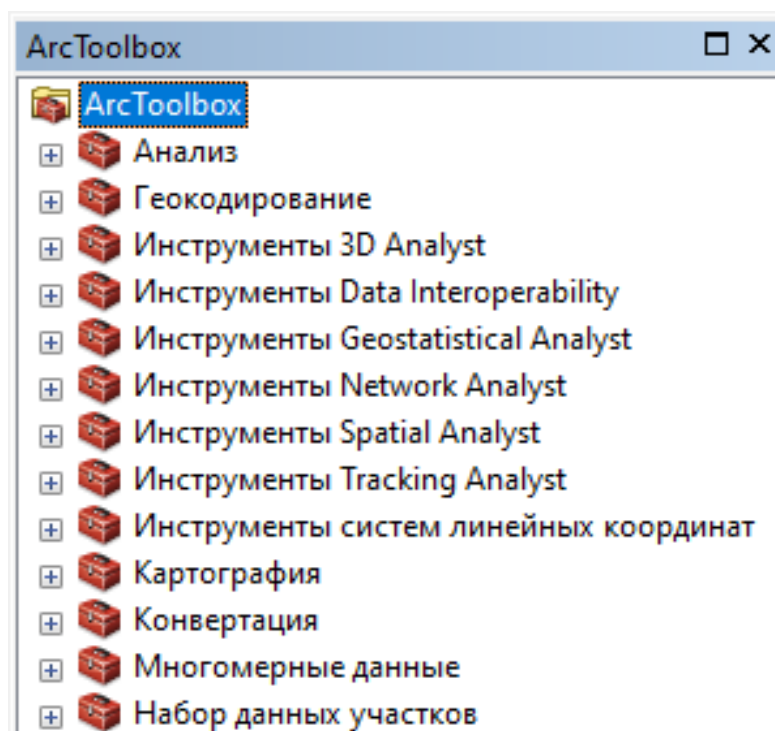 ArcToolbox
ArcToolbox
Анализ
Геокодирование
Инструменты 3D Analyst
Инструменты Data Interoperability
Инструменты Geostatistical Analyst
Инструменты Network Analyst
Инструменты Spatial Analyst
Инструменты Tracking Analyst
Инструменты систем линейных координат
Картография
Конвертация
Многомерные данные
Набор данных участков